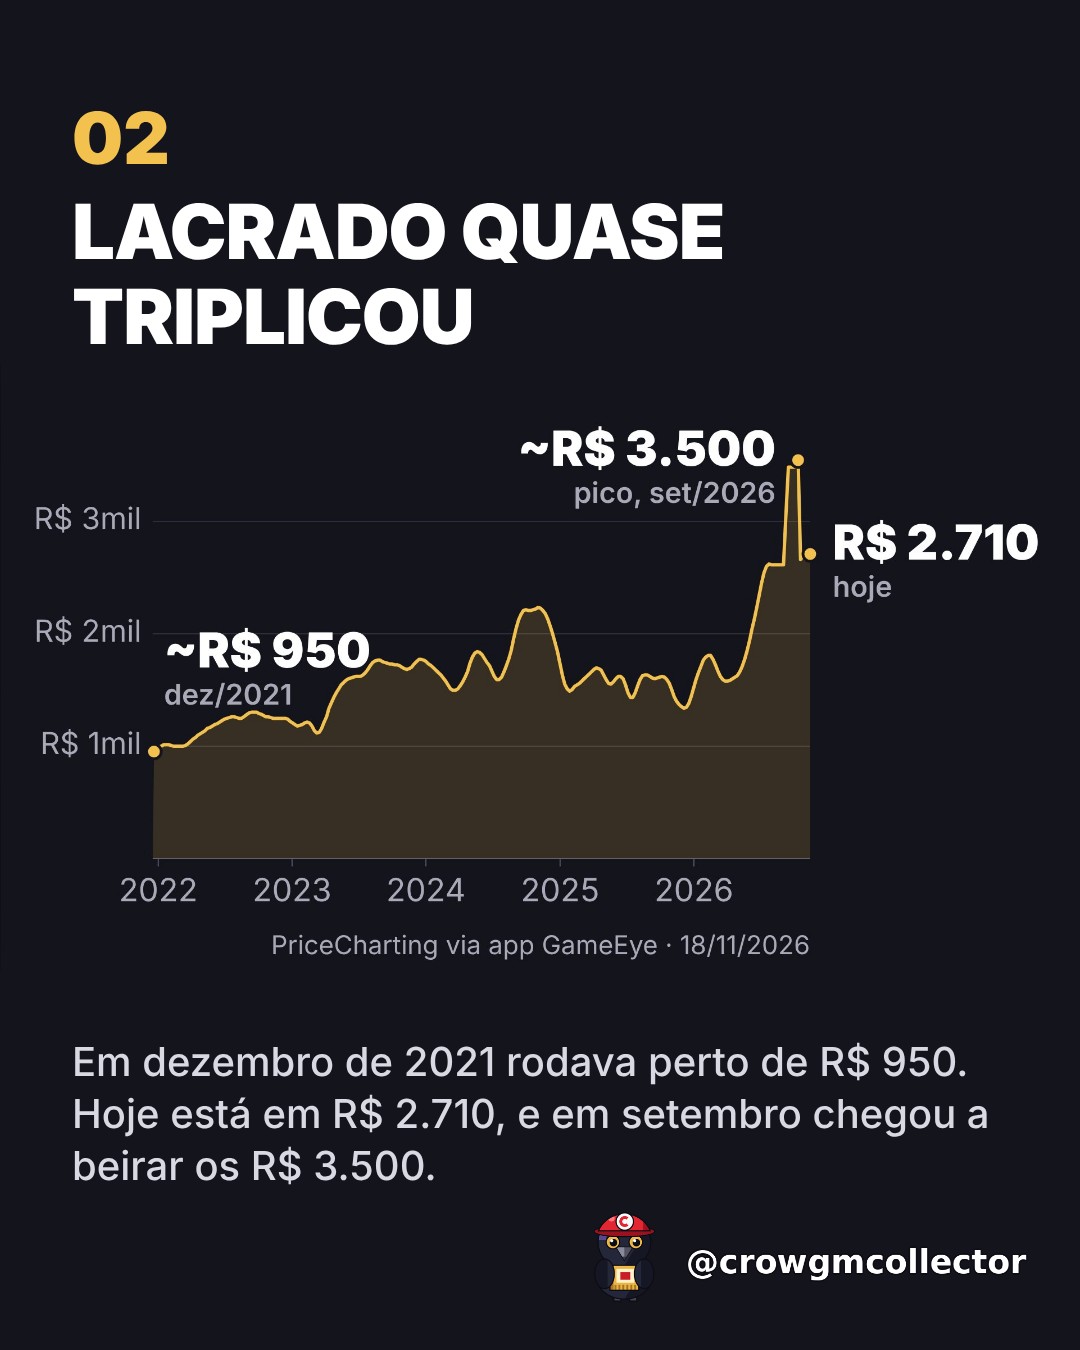 02
LACRADO QUASE
TRIPLICOU
~R$ 3.500
pico, set/2026
R$ 3mil
R$ 2.710
hoje
R$ 2mil
~R$ 950
dez/2021
R$ 1mil
2022 2023 2024 2025 2026
PriceCharting via app GameEye · 18/11/2026
Em dezembro de 2021 rodava perto de R$ 950.
Hoje está em R$ 2.710, e em setembro chegou a
beirar os R$ 3.500.
C
@crowgmcollector